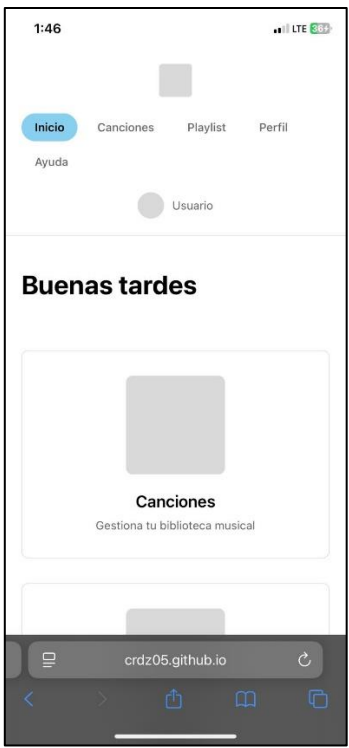 1:46 LTE 36
Inicio Canciones Playlist Perfil
Ayuda
Usuario
Buenas tardes
Canciones
Gestiona tu biblioteca musical
crdz05.github.io